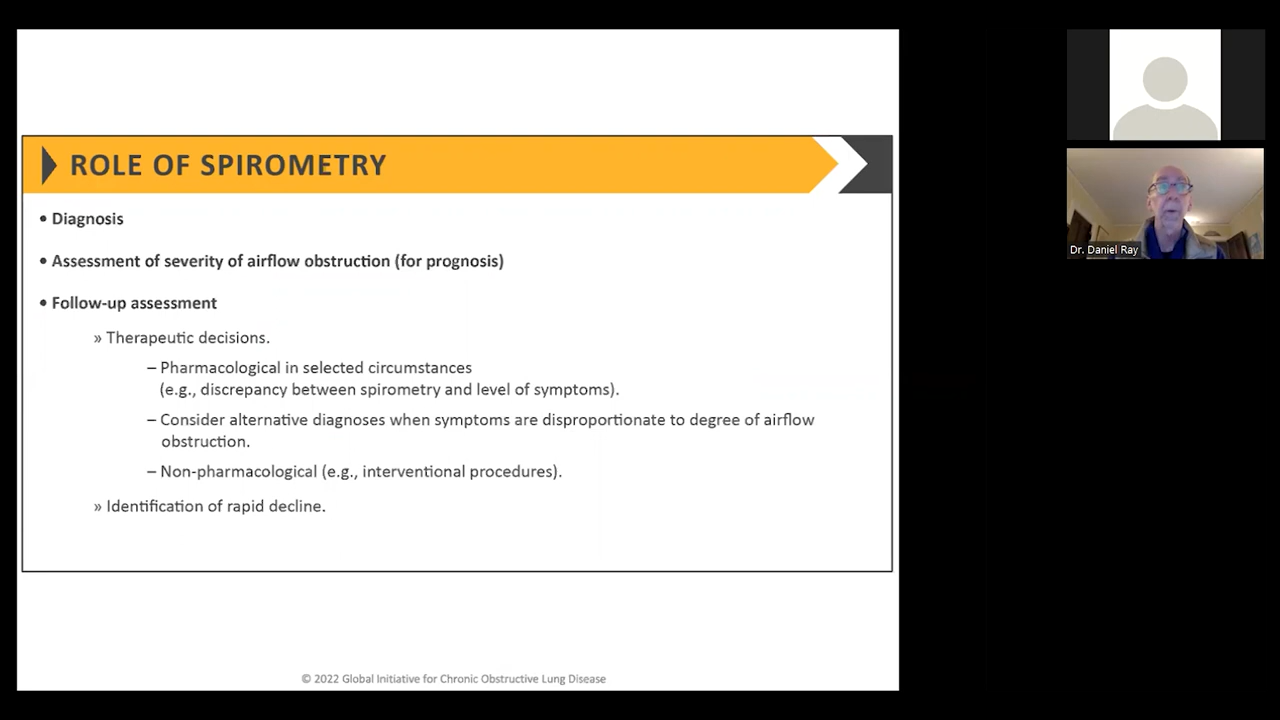 ROLE OF SPIROMETRY
• Diagnosis
• Assessment of severity of airflow obstruction (for prognosis)
• Follow-up assessment
» Therapeutic decisions.
– Pharmacological in selected circumstances
(e.g., discrepancy between spirometry and level of symptoms).
– Consider alternative diagnoses when symptoms are disproportionate to degree of airflow
obstruction.
– Non-pharmacological (e.g., interventional procedures).
» Identification of rapid decline.
© 2022 Global Initiative for Chronic Obstructive Lung Disease
Dr. Daniel Ray